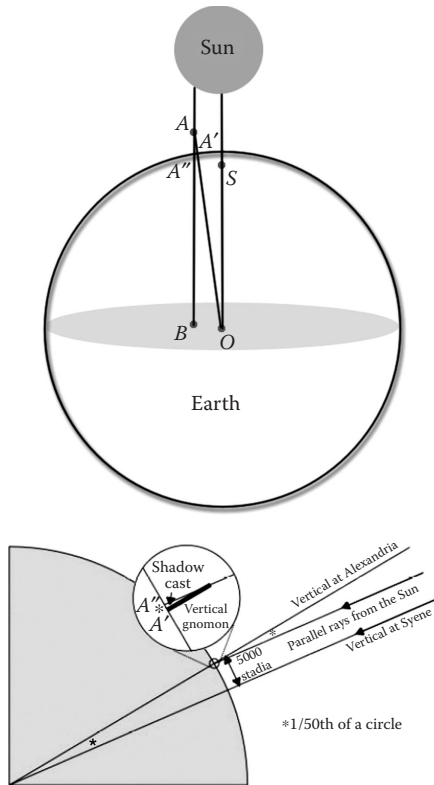 Sun
A
A′
A″
S
B
O
Earth
Shadow
cast
A″*
A′
Vertical
gnomon
Vertical at Alexandria
*
Parallel rays from the Sun
Vertical at Syene
5000
stadia
*
*1/50th of a circle